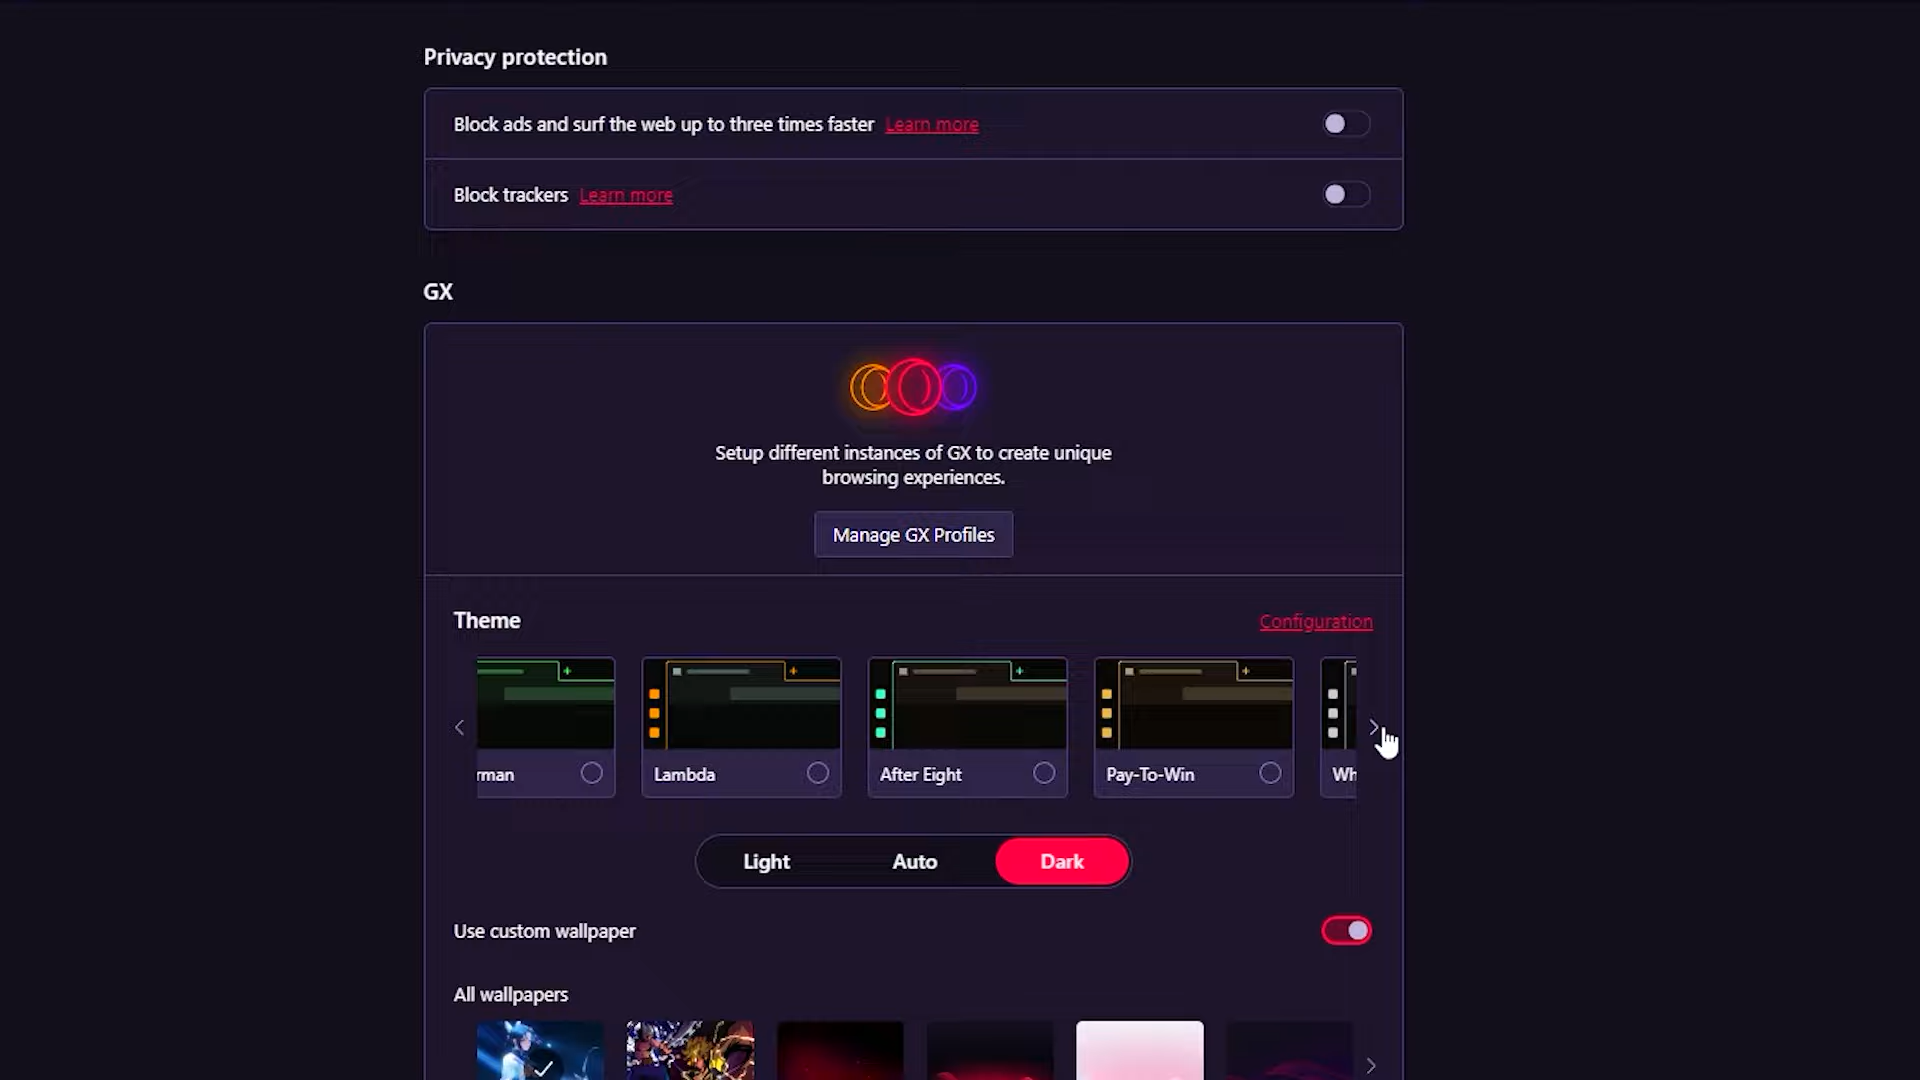 Privacy protection
Block ads and surf the web up to three times faster Learn more
Block trackers Learn more
GX
Setup different instances of GX to create unique
browsing experiences.
Manage GX Profiles
Theme
Configuration
rman
Lambda
After Eight
Pay-To-Win
Wh
Light
Auto
Dark
Use custom wallpaper
All wallpapers